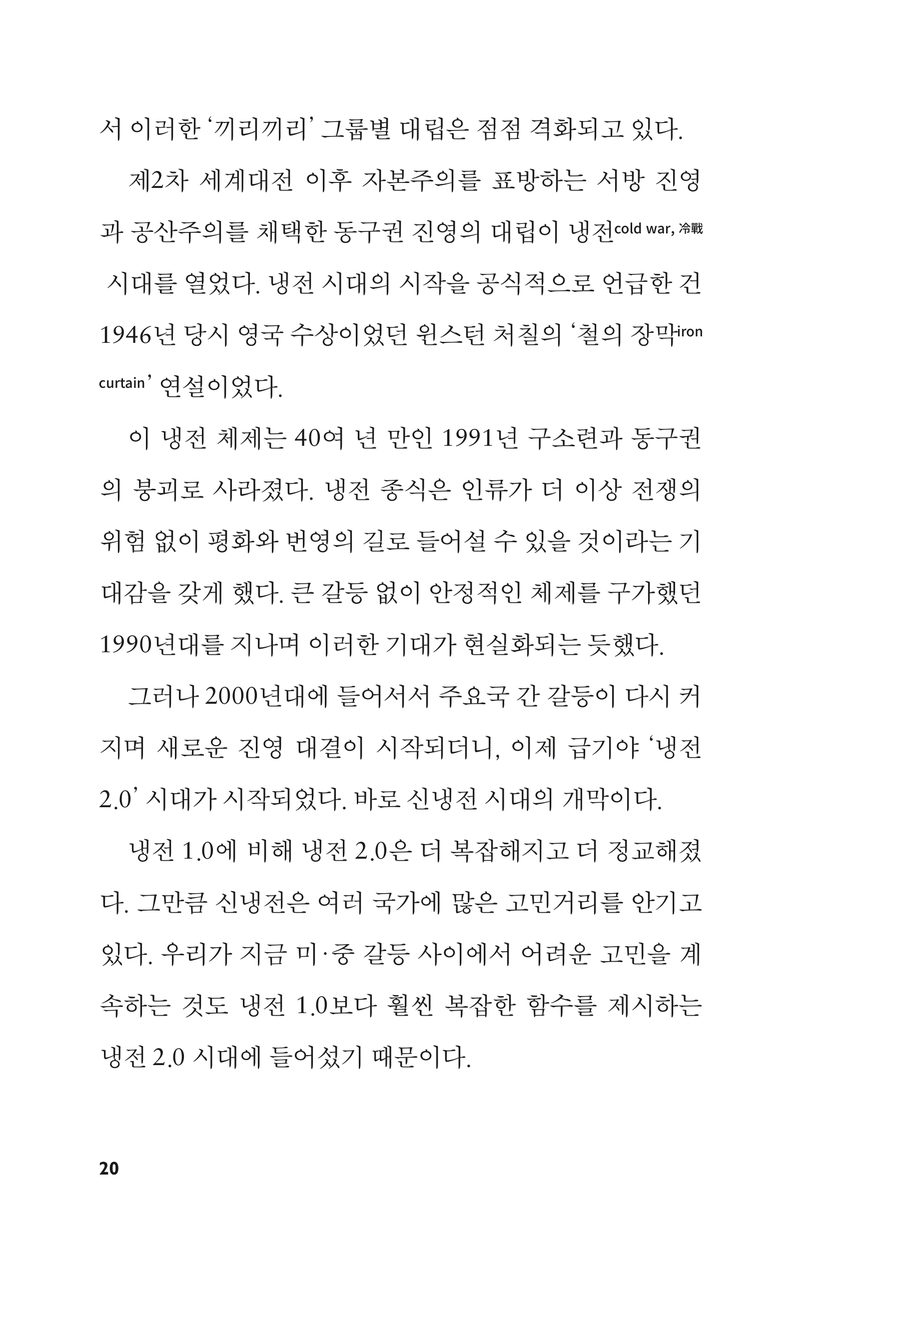 서 이러한 ‘끼리끼리’ 그룹별 대립은 점점 격화되고 있다.
제2차 세계대전 이후 자본주의를 표방하는 서방 진영
과 공산주의를 채택한 동구권 진영의 대립이 냉전cold war, 冷戰
시대를 열었다. 냉전 시대의 시작을 공식적으로 언급한 건
1946년 당시 영국 수상이었던 윈스턴 처칠의 ‘철의 장막iron
curtain’ 연설이었다.
이 냉전 체제는 40여 년 만인 1991년 구소련과 동구권
의 붕괴로 사라졌다. 냉전 종식은 인류가 더 이상 전쟁의
위험 없이 평화와 번영의 길로 들어설 수 있을 것이라는 기
대감을 갖게 했다. 큰 갈등 없이 안정적인 체제를 구가했던
1990년대를 지나며 이러한 기대가 현실화되는 듯했다.
그러나 2000년대에 들어서서 주요국 간 갈등이 다시 커
지며 새로운 진영 대결이 시작되더니, 이제 급기야 ‘냉전
2.0’ 시대가 시작되었다. 바로 신냉전 시대의 개막이다.
냉전 1.0에 비해 냉전 2.0은 더 복잡해지고 더 정교해졌
다. 그만큼 신냉전은 여러 국가에 많은 고민거리를 안기고
있다. 우리가 지금 미·중 갈등 사이에서 어려운 고민을 계
속하는 것도 냉전 1.0보다 훨씬 복잡한 함수를 제시하는
냉전 2.0 시대에 들어섰기 때문이다.
20